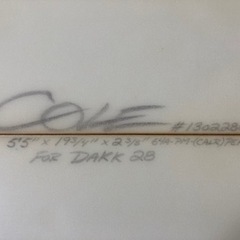 COLE
#130228
5'5" x 19 3/4" x 2 3/8"
FOR DAKK 28